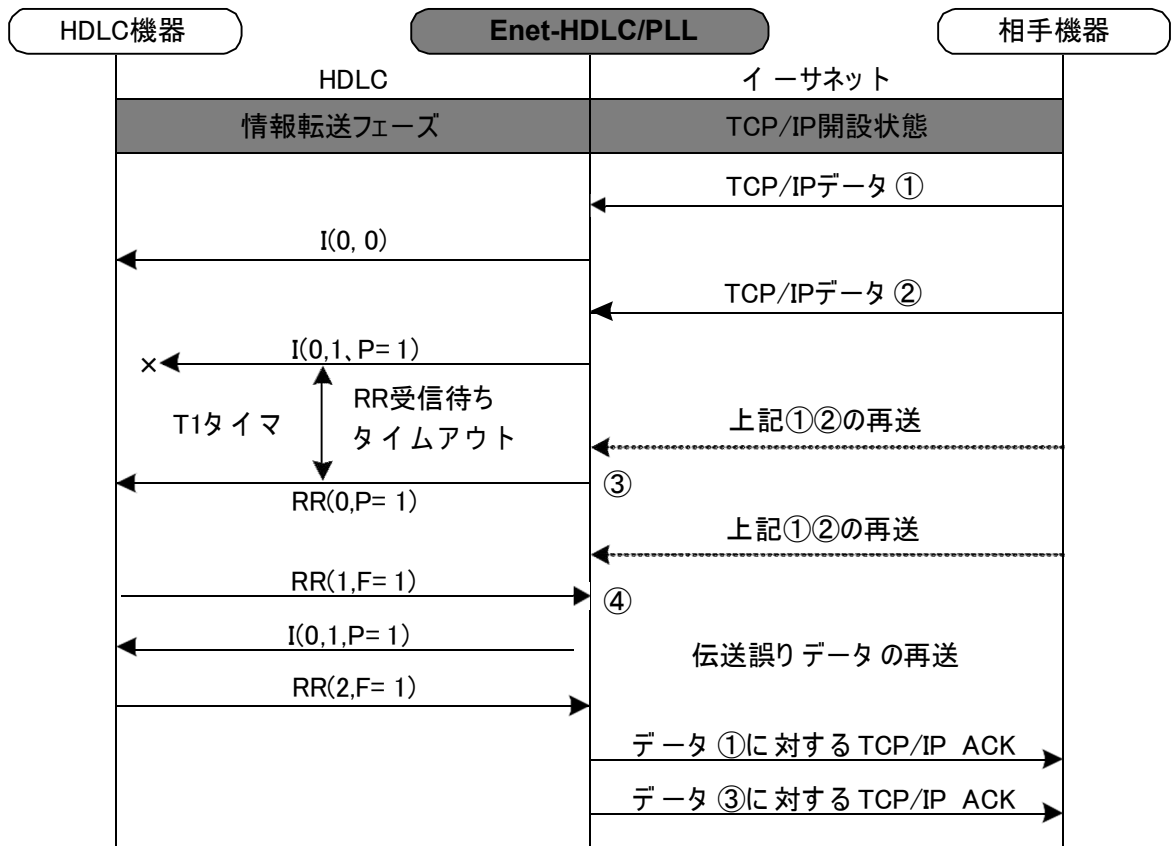 HDLC機器
Enet-HDLC/PLL
相手機器
HDLC
イーサネット
情報転送フェーズ
TCP/IP開設状態
TCP/IPデータ①
I(0, 0)
TCP/IPデータ②
×
I(0,1、P=1)
T1タイマ
RR受信待ち
タイムアウト
上記①②の再送
RR(0,P=1)
③
上記①②の再送
RR(1,F=1)
④
I(0,1,P=1)
伝送誤りデータの再送
RR(2,F=1)
データ①に対するTCP/IP ACK
データ③に対するTCP/IP ACK